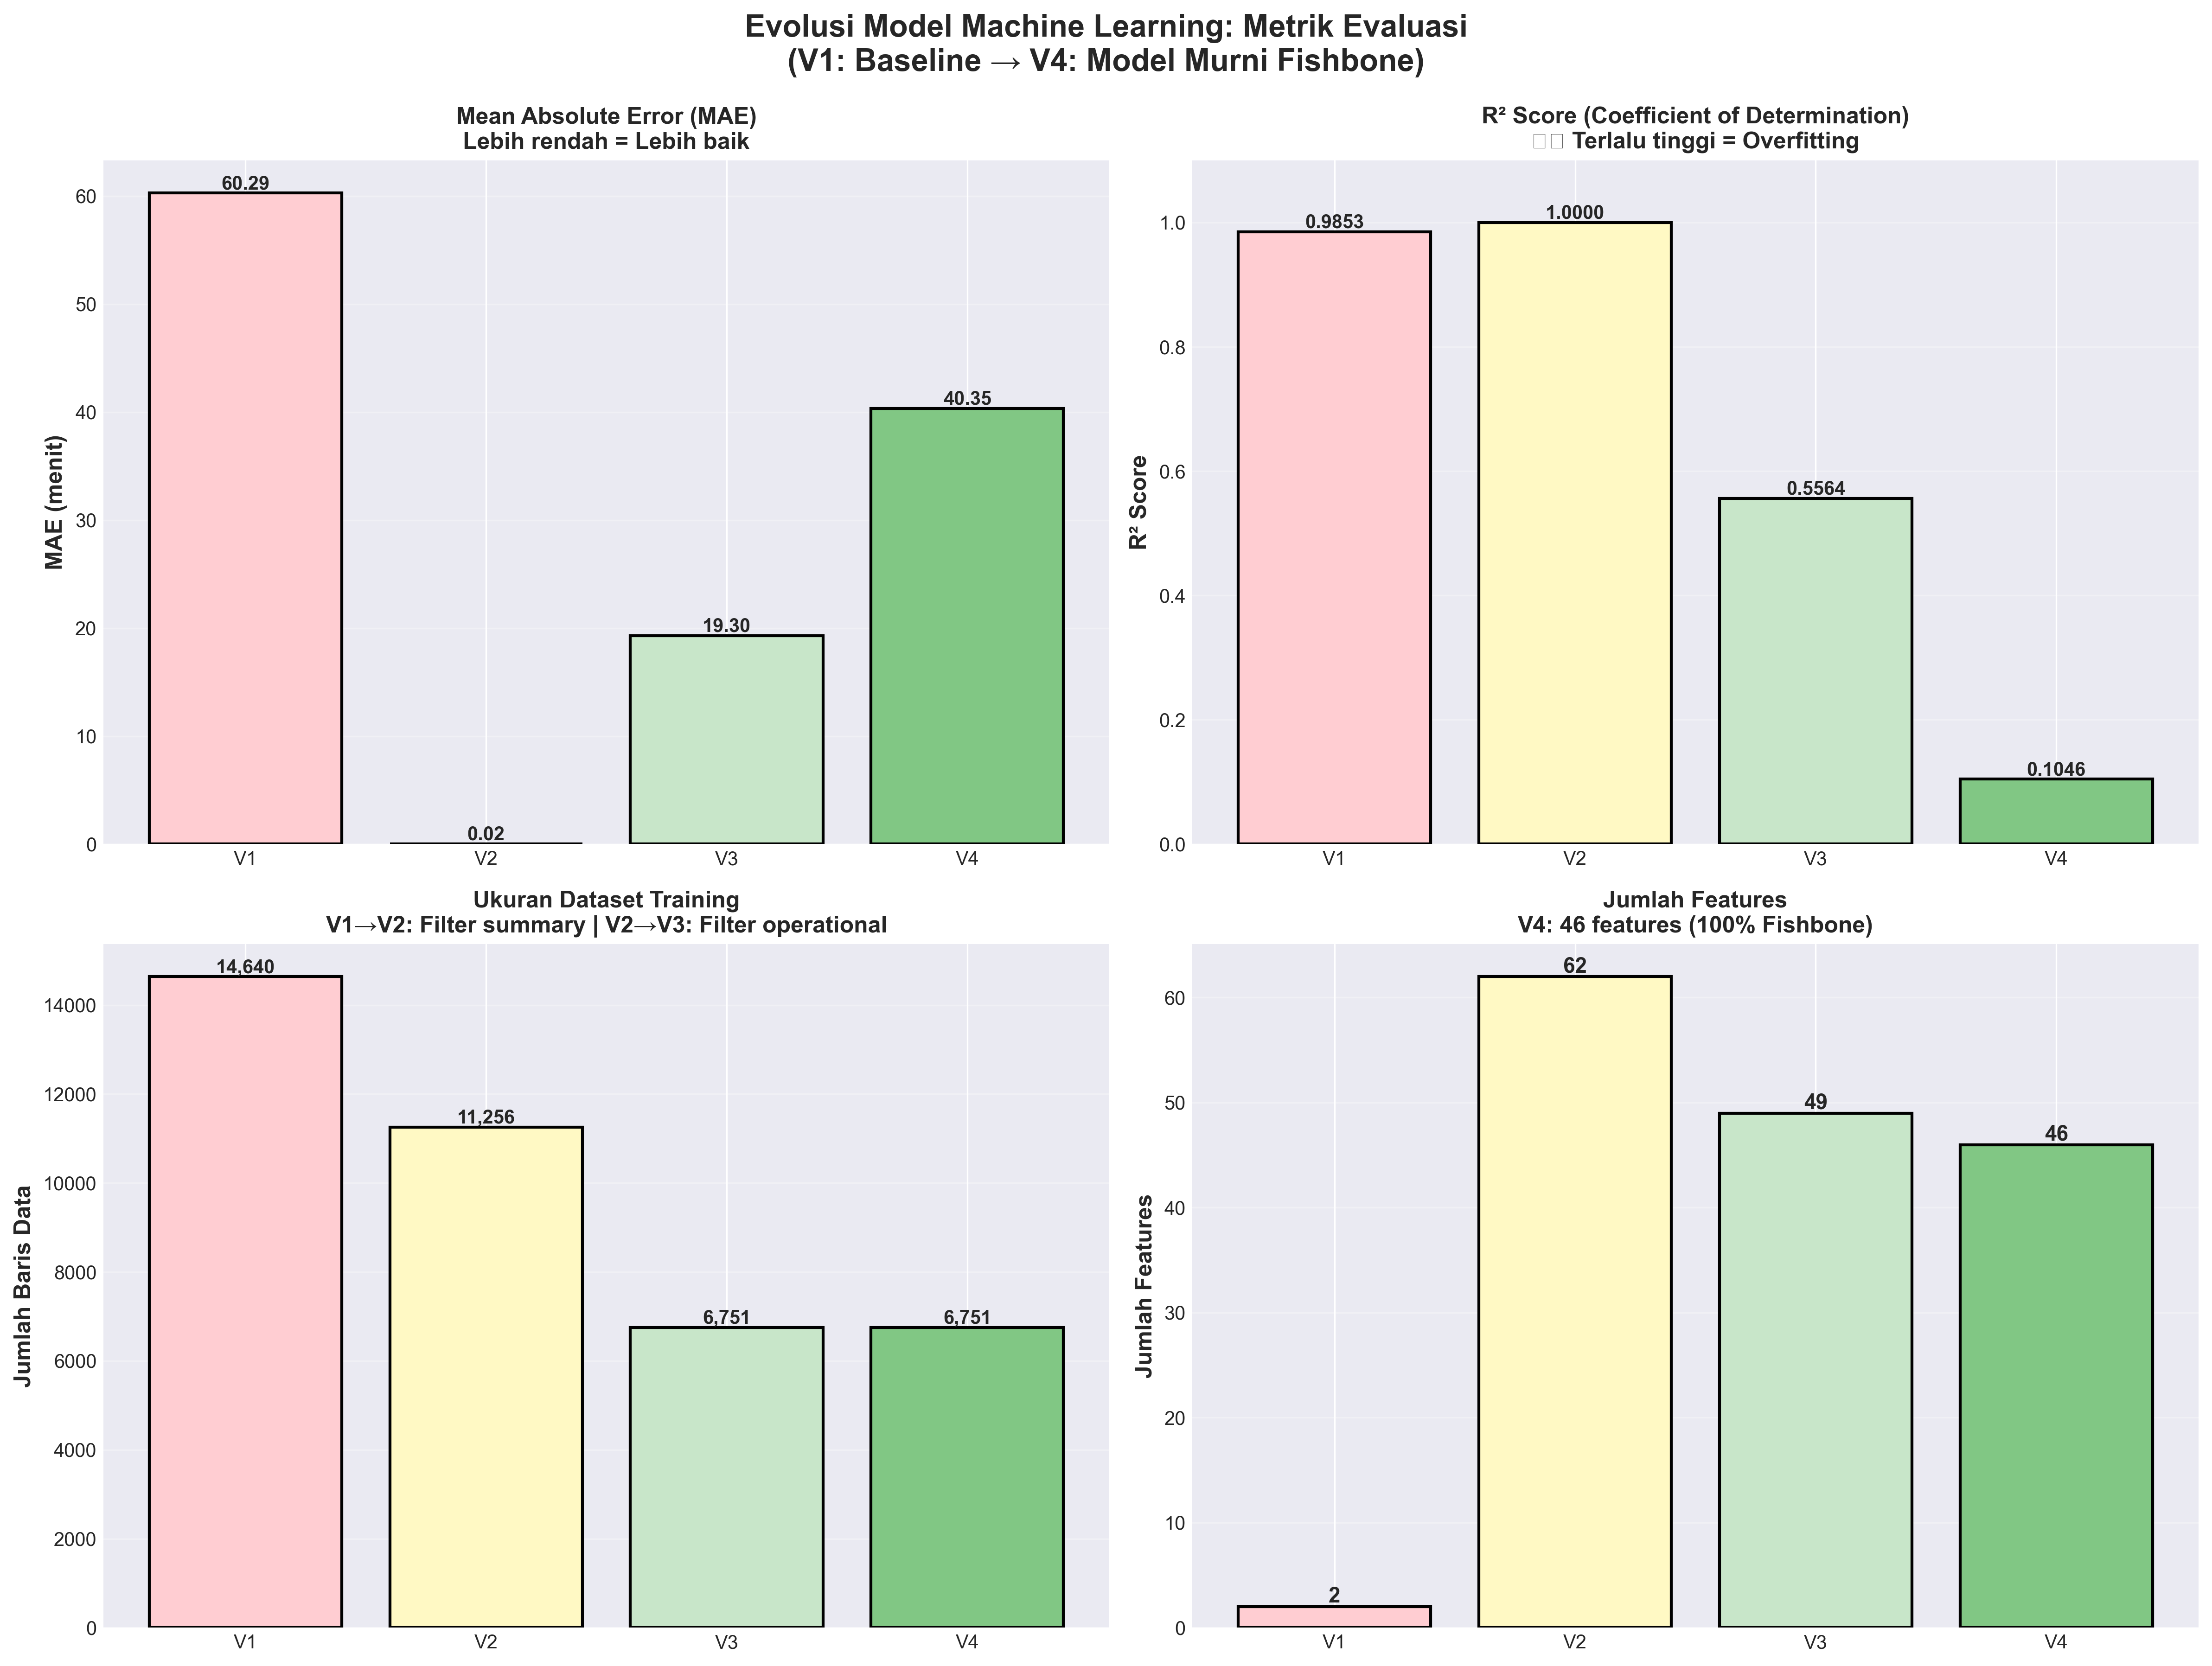 Evolusi Model Machine Learning: Metrik Evaluasi
(V1: Baseline → V4: Model Murni Fishbone)
Mean Absolute Error (MAE)
Lebih rendah = Lebih baik
MAE (menit)
60
50
40
30
20
10
0
60.29
0.02
19.30
40.35
V1
V2
V3
V4
R² Score (Coefficient of Determination)
□□ Terlalu tinggi = Overfitting
R² Score
1.0
0.8
0.6
0.4
0.2
0.0
0.9853
1.0000
0.5564
0.1046
V1
V2
V3
V4
Ukuran Dataset Training
V1→V2: Filter summary | V2→V3: Filter operational
Jumlah Baris Data
14000
12000
10000
8000
6000
4000
2000
0
14,640
11,256
6,751
6,751
V1
V2
V3
V4
Jumlah Features
V4: 46 features (100% Fishbone)
Jumlah Features
60
50
40
30
20
10
0
2
62
49
46
V1
V2
V3
V4